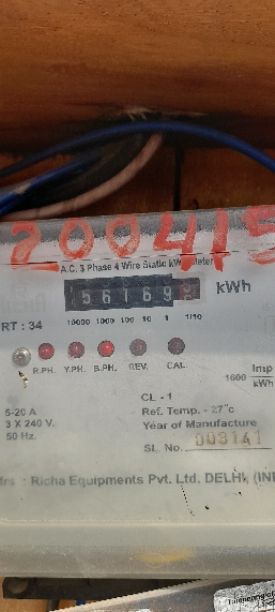 200415
A.C. 3 Phase 4 Wire Static kWh Meter
56169 kWh
RT : 34
10000 1000 100 10 1 1/10
R.PH. Y.PH. B.PH. REV. CAL.
1600 Imp
kWh
CL - 1
5-20 A
Ref. Temp. - 27°c
3 X 240 V.
Year of Manufacture
50 Hz.
SL. No. 003141
frs : Richa Equipments Pvt. Ltd. DELHI, (INI